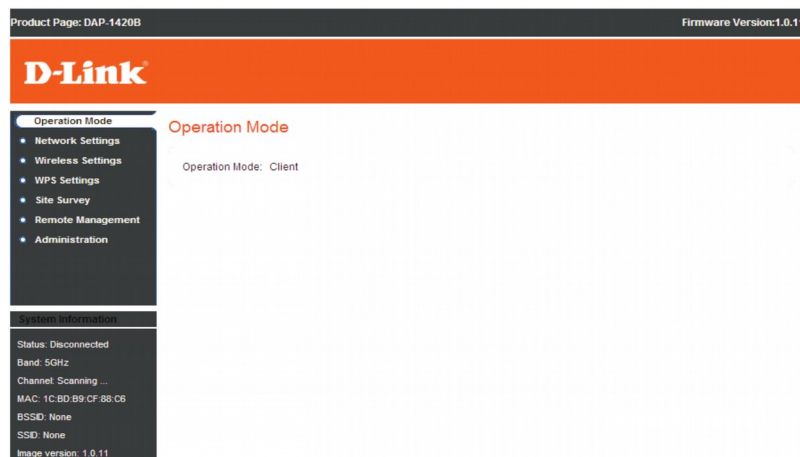 Product Page: DAP-1420B
Firmware Version:1.0.1
D-Link®
Operation Mode
Network Settings
Wireless Settings
WPS Settings
Site Survey
Remote Management
Administration
Operation Mode
Operation Mode: Client
System Information
Status: Disconnected
Band: 5GHz
Channel: Scanning ...
MAC: 1C:BD:B9:CF:88:C6
BSSID: None
SSID: None
Image version: 1.0.11